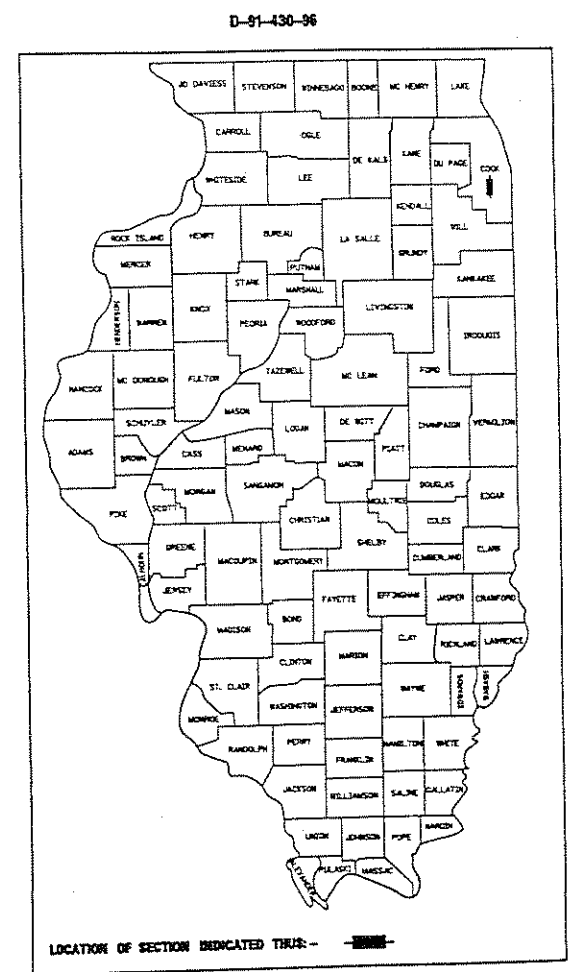 D-91-430-96
JO DAVIESS STEVENSON WINNEBAGO BOONE MC HENRY LAKE
CARROLL OGLE
DE KALB KANE DU PAGE COOK
WHITESIDE LEE
KENDALL WILL
ROCK ISLAND HENRY BUREAU LA SALLE GRUNDY
MERCER PUTNAM
STARK MARSHALL KANKAKEE
HENDERSON WARREN KNOX PEORIA WOODFORD LIVINGSTON IROQUOIS
HANCOCK MC DONOUGH FULTON TAZEWELL MC LEAN FORD
MASON
SCHUYLER LOGAN DE WITT CHAMPAIGN VERMILION
ADAMS BROWN CASS MENARD MACON PIATT
MORGAN SANGAMON DOUGLAS EDGAR
PIKE SCOTT CHRISTIAN MOULTRIE COLES
GREENE SHELBY CUMBERLAND CLARK
CALHOUN MACOUPIN MONTGOMERY
JERSEY FAYETTE EFFINGHAM JASPER CRAWFORD
MADISON BOND CLAY RICHLAND LAWRENCE
CLINTON MARION
ST. CLAIR WAYNE EDWARDS WABASH
WASHINGTON JEFFERSON
MONROE
RANDOLPH PERRY HAMILTON WHITE
FRANKLIN
JACKSON WILLIAMSON SALINE GALLATIN
UNION JOHNSON POPE HARDIN
ALEXANDER PULASKI MASSAC
LOCATION OF SECTION INDICATED THUS:-